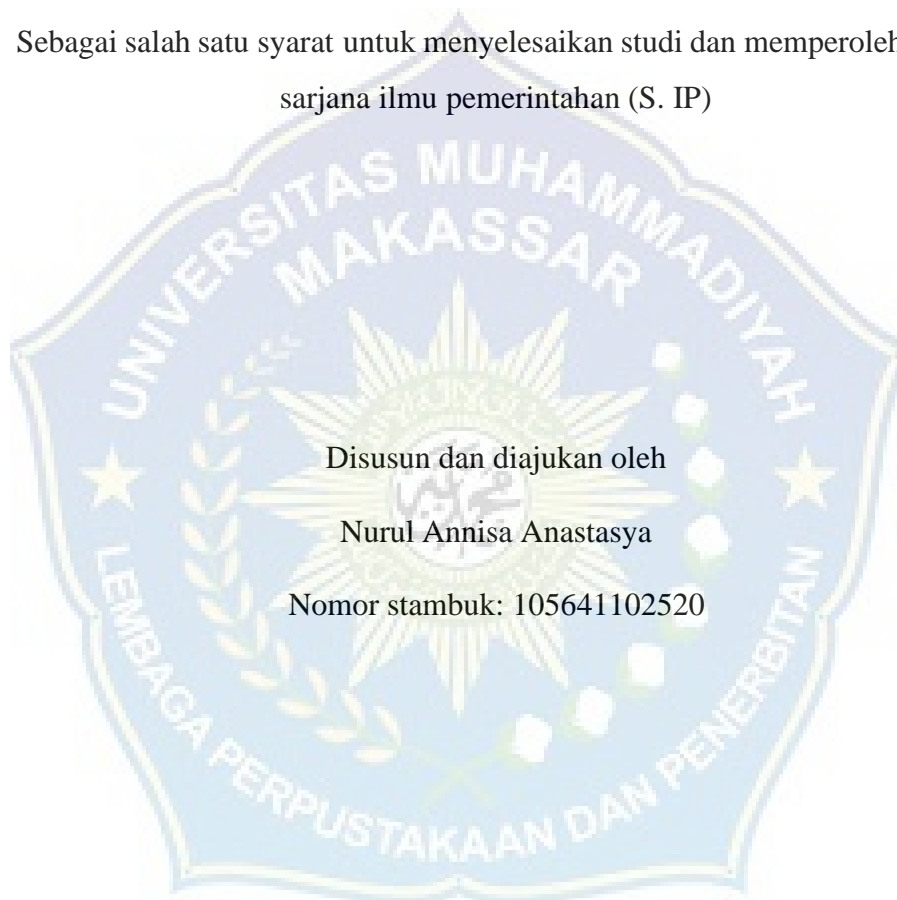 Sebagai salah satu syarat untuk menyelesaikan studi dan memperoleh
sarjana ilmu pemerintahan (S. IP)
UNIVERSITAS MUHAMMADIYAH
MAKASSAR
Disusun dan diajukan oleh
Nurul Annisa Anastasya
Nomor stambuk: 105641102520
LEMBAGA PERPUSTAKAAN DAN PENERBITAN